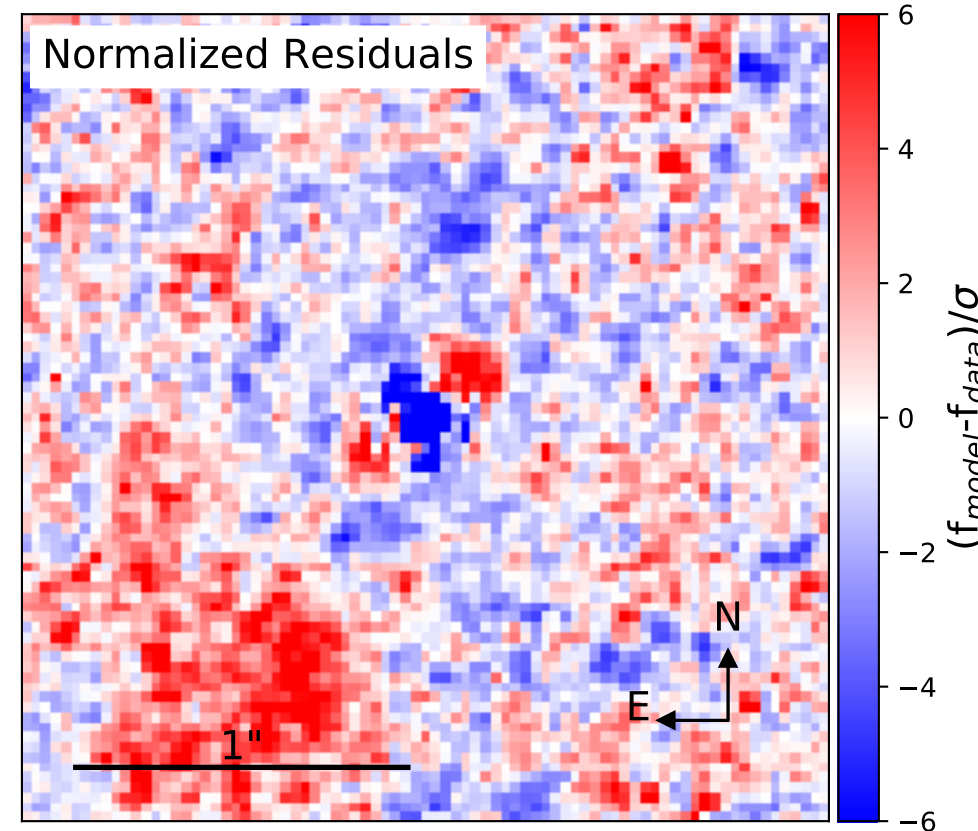 Normalized Residuals
6
4
2
0
−2
−4
−6
(f_model-f_data)/σ
N
E
1"